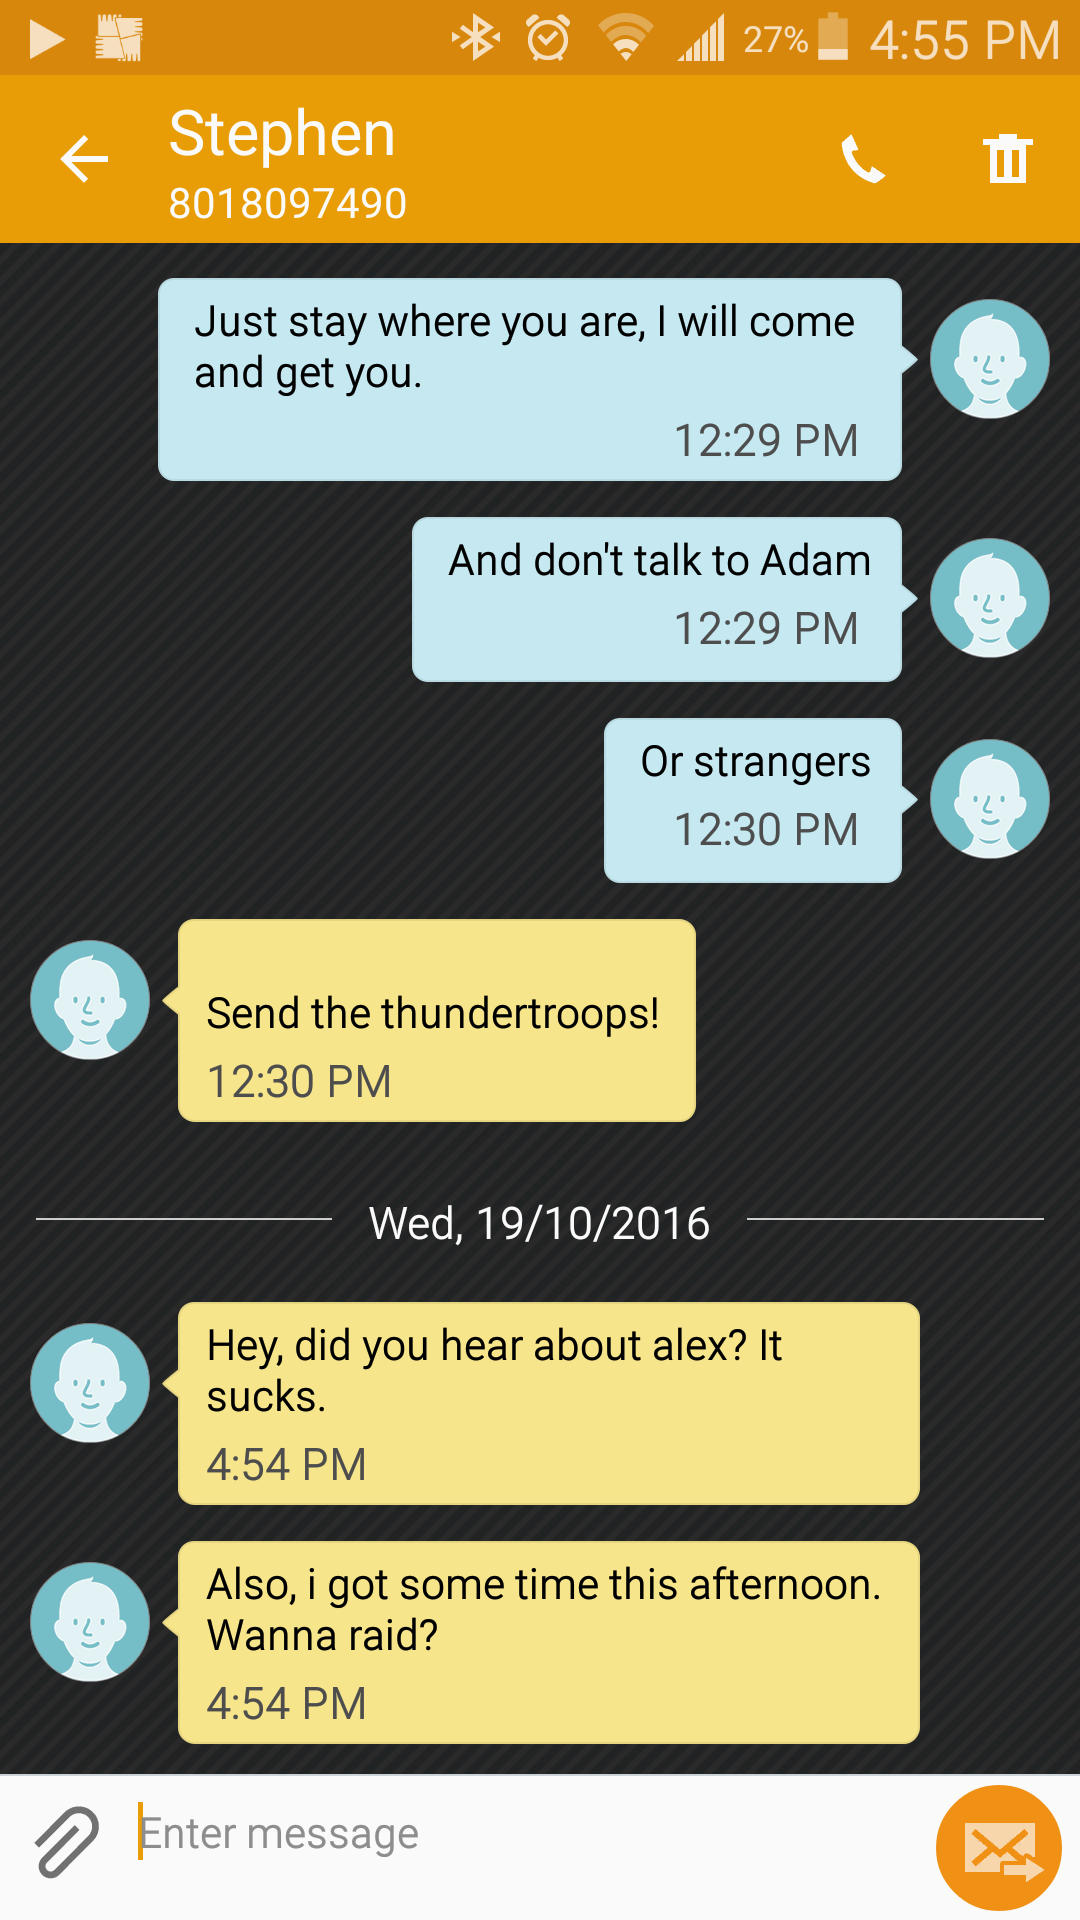 27% 4:55 PM
Stephen
8018097490
Just stay where you are, I will come
and get you.
12:29 PM
And don't talk to Adam
12:29 PM
Or strangers
12:30 PM
Send the thundertroops!
12:30 PM
Wed, 19/10/2016
Hey, did you hear about alex? It
sucks.
4:54 PM
Also, i got some time this afternoon.
Wanna raid?
4:54 PM
Enter message